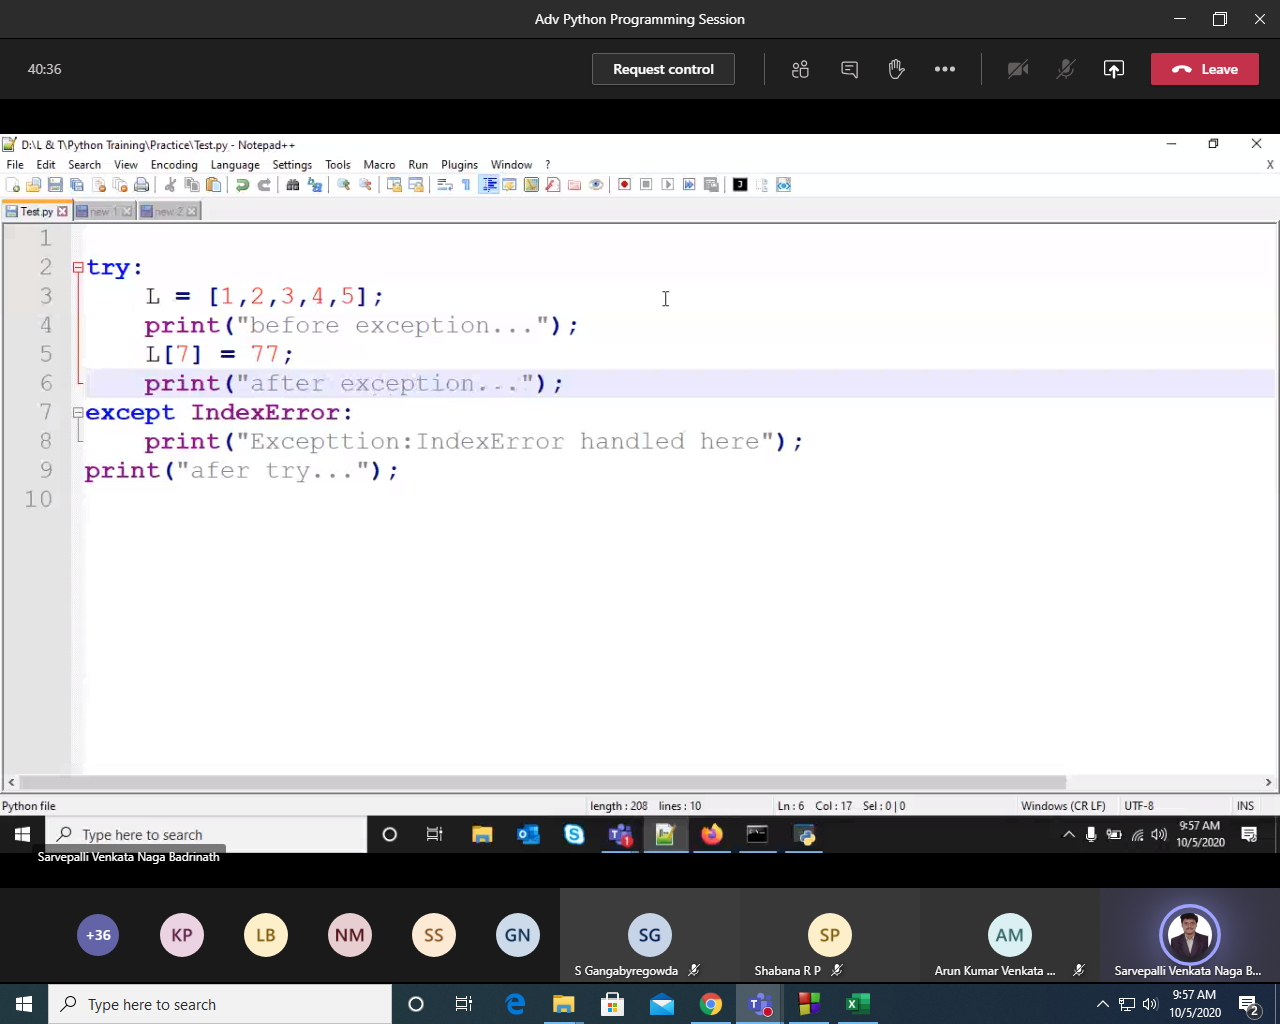 Adv Python Programming Session
40:36
Request control
Leave
D:\L & T\Python Training\Practice\Test.py - Notepad++
File Edit Search View Encoding Language Settings Tools Macro Run Plugins Window ?
X
Test.py new 1 new 2
1
2 try:
3 L = [1,2,3,4,5];
4 print("before exception...");
5 L[7] = 77;
6 print("after exception...");
7 except IndexError:
8 print("Excepttion:IndexError handled here");
9 print("afer try...");
10
Python file length : 208 lines : 10 Ln : 6 Col : 17 Sel : 0 | 0 Windows (CR LF) UTF-8 INS
Type here to search
9:57 AM
10/5/2020
Sarvepalli Venkata Naga Badrinath
+36 KP LB NM SS GN SG SP AM
S Gangabyregowda Shabana R P Arun Kumar Venkata ... Sarvepalli Venkata Naga B...
Type here to search
9:57 AM
10/5/2020
2